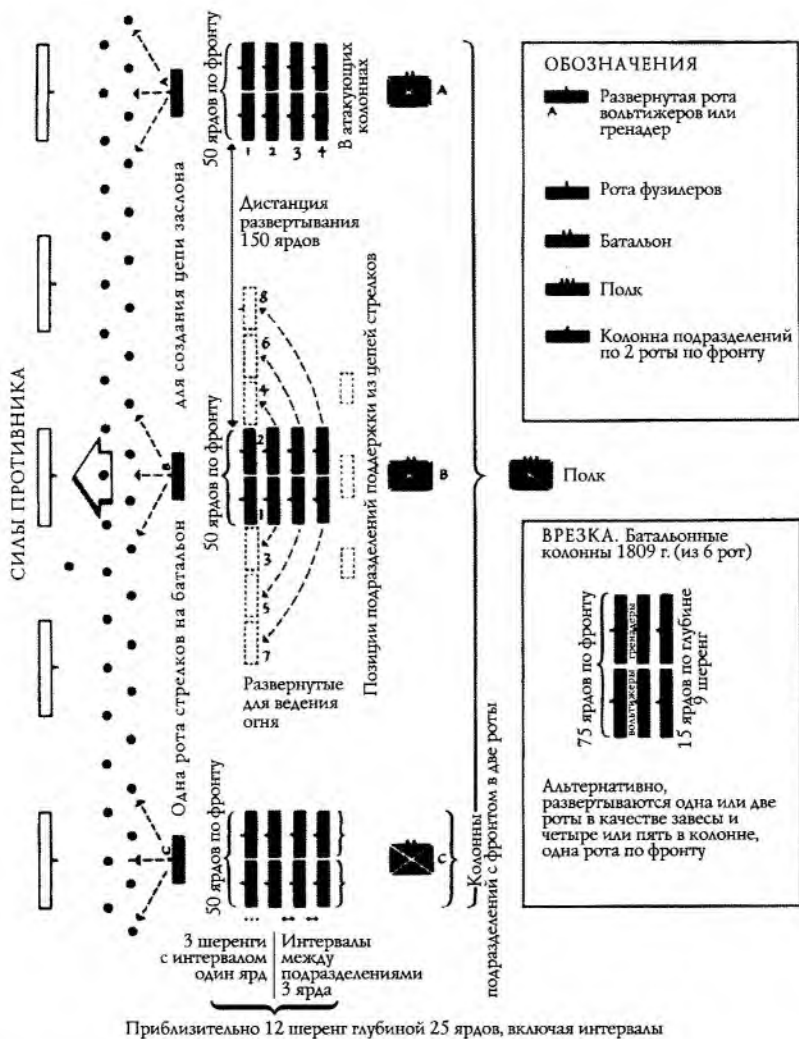 СИЛЫ ПРОТИВНИКА
Одна рота стрелков на батальон
для создания цепи заслона
50 ярдов по фронту
1 2 3 4
В атакующих
колоннах
A
Дистанция
развертывания
150 ярдов
8
6
4
2
B
50 ярдов по фронту
1
3
5
7
Позиции подразделений поддержки из цепей стрелков
B
Полк
Развернутые
для ведения
огня
C
50 ярдов по фронту
C
Колонны
подразделений с фронтом в две роты
3 шеренги
с интервалом
один ярд
Интервалы
между
подразделениями
3 ярда
Приблизительно 12 шеренг глубиной 25 ярдов, включая интервалы
ОБОЗНАЧЕНИЯ
A
Развернутая рота
вольтижеров или
гренадер
Рота фузилеров
Батальон
Полк
Колонна подразделений
по 2 роты по фронту
ВРЕЗКА. Батальонные
колонны 1809 г. (из 6 рот)
75 ярдов по фронту
вольтижеры
гренадеры
15 ярдов по глубине
9 шеренг
Альтернативно,
развертываются одна или две
роты в качестве завесы и
четыре или пять в колонне,
одна рота по фронту